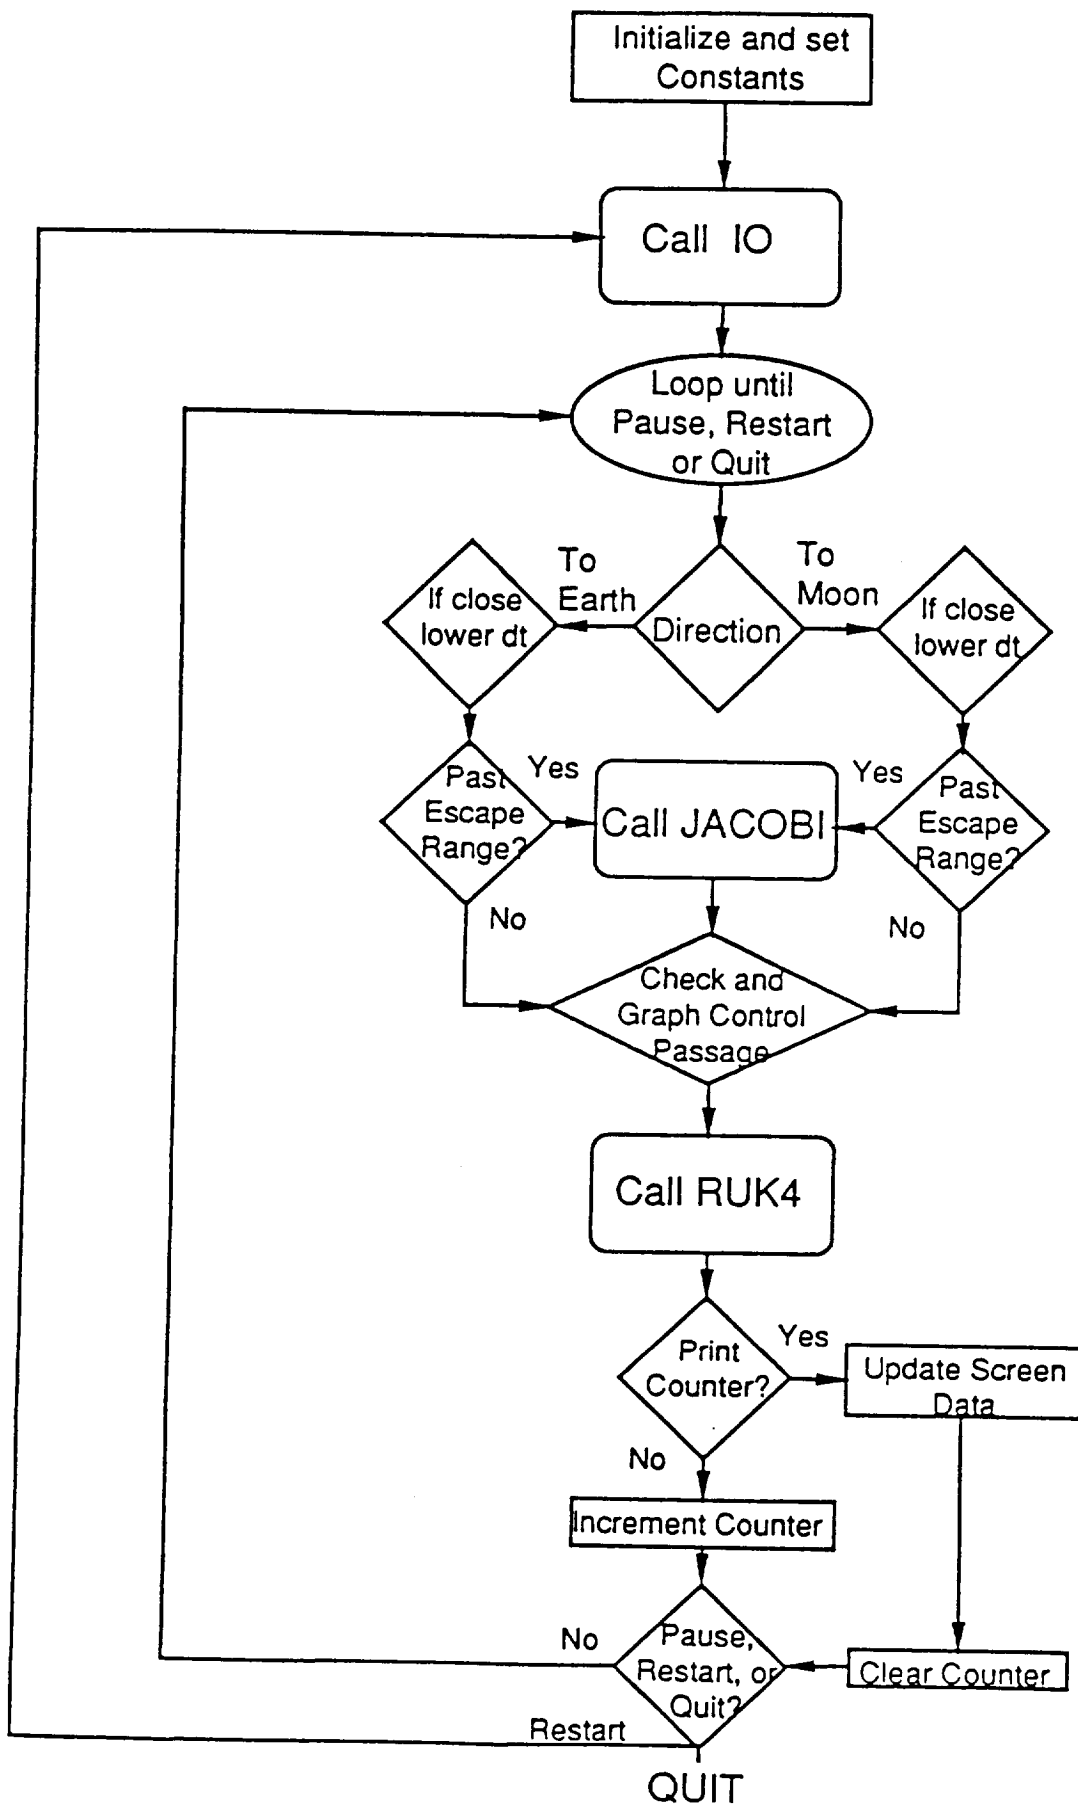 Initialize and set
Constants
Call IO
Loop until
Pause, Restart
or Quit
To
Earth
To
Moon
If close
lower dt
Direction
If close
lower dt
Past
Escape
Range?
Yes
Call JACOBI
Yes
Past
Escape
Range?
No
No
Check and
Graph Control
Passage
Call RUK4
Print
Counter?
Yes
Update Screen
Data
No
Increment Counter
No
Pause,
Restart, or
Quit?
Clear Counter
Restart
QUIT